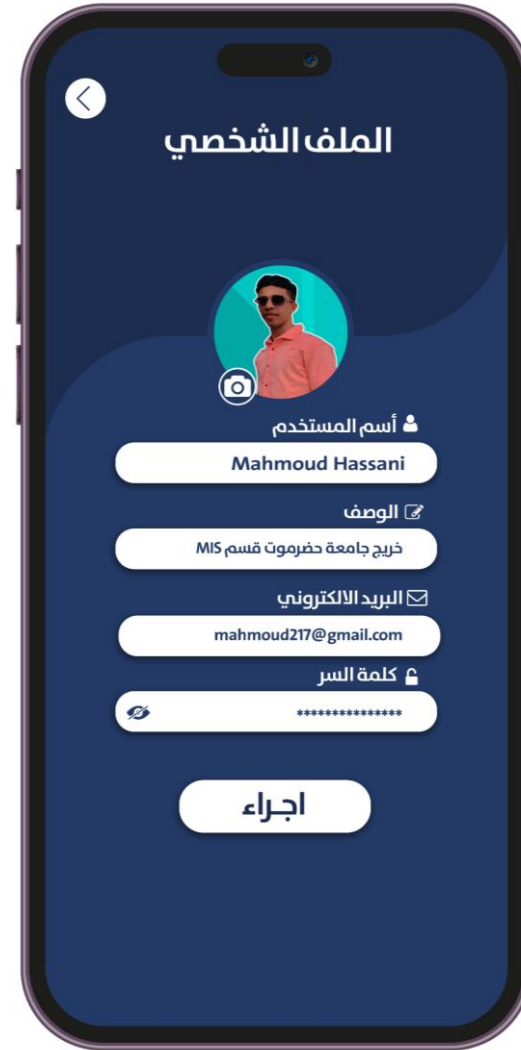 الملف الشخصي
أسم المستخدم
Mahmoud Hassani
الوصف
خريج جامعة حضرموت قسم MIS
البريد الالكتروني
mahmoud217@gmail.com
كلمة السر
***************
اجراء